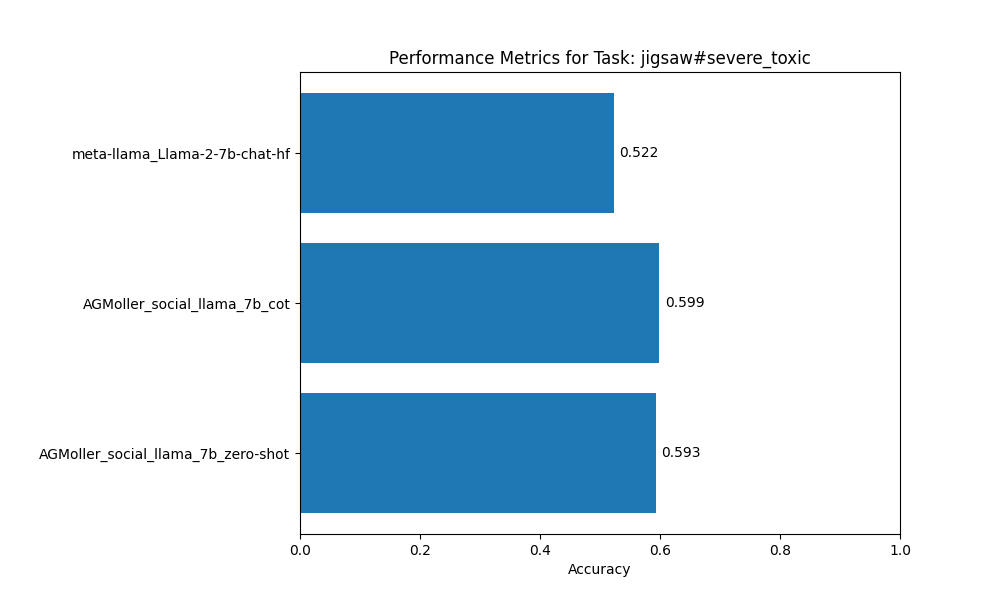 Performance Metrics for Task: jigsaw#severe_toxic
meta-llama_Llama-2-7b-chat-hf
0.522
AGMoller_social_llama_7b_cot
0.599
AGMoller_social_llama_7b_zero-shot
0.593
0.0 0.2 0.4 0.6 0.8 1.0
Accuracy